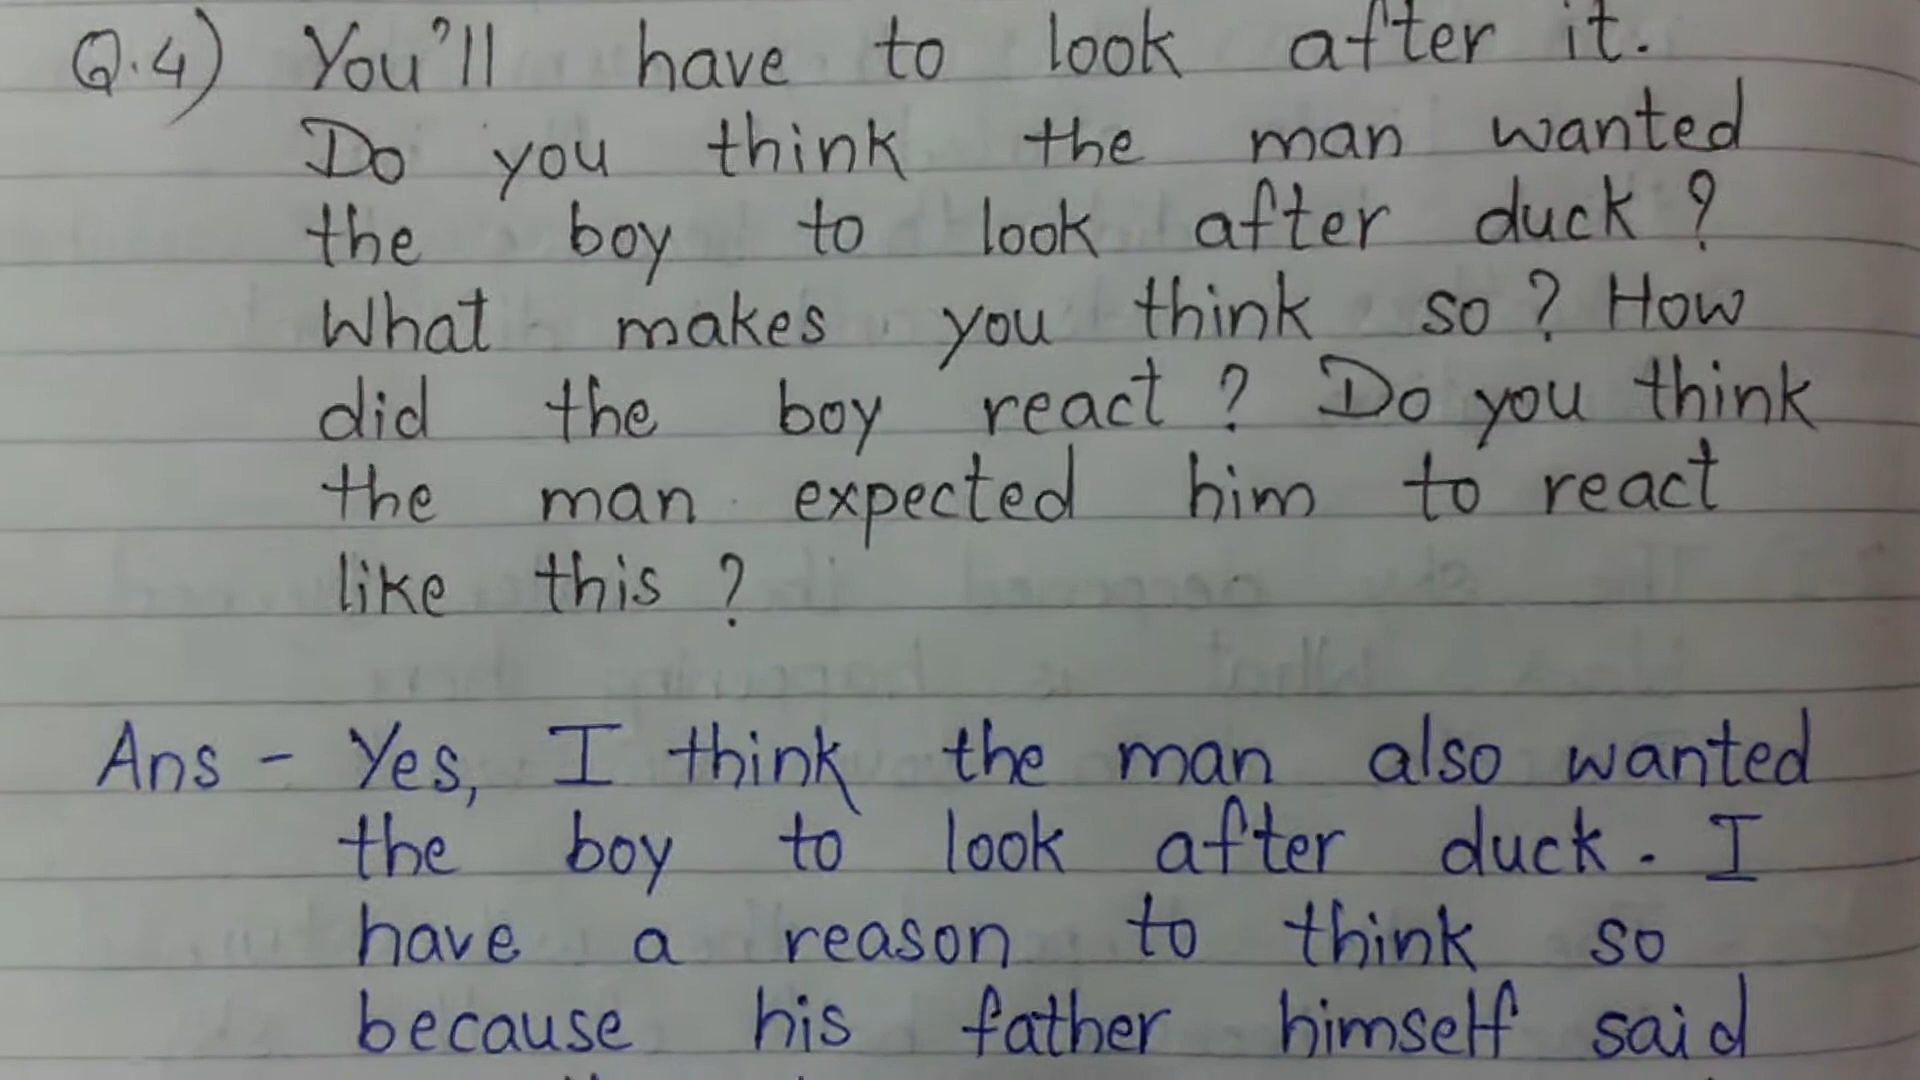 Q.4) You'll have to look after it.
Do you think the man wanted
the boy to look after duck ?
What makes you think so ? How
did the boy react ? Do you think
the man expected him to react
like this ?
Ans - Yes, I think the man also wanted
the boy to look after duck. I
have a reason to think so
because his father himself said